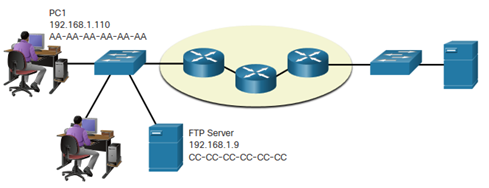 PC1
192.168.1.110
AA-AA-AA-AA-AA-AA
FTP Server
192.168.1.9
CC-CC-CC-CC-CC-CC